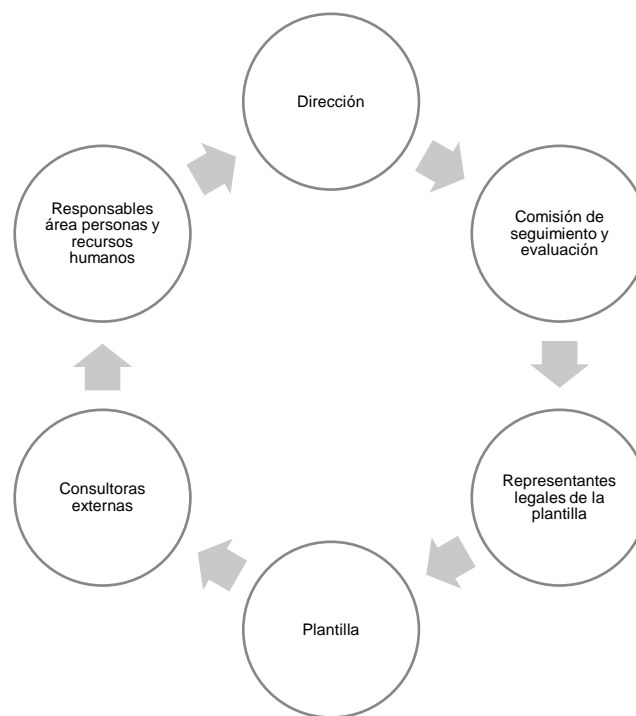 Dirección
Comisión de
seguimiento y
evaluación
Representantes
legales de la
plantilla
Plantilla
Consultoras
externas
Responsables
área personas y
recursos
humanos